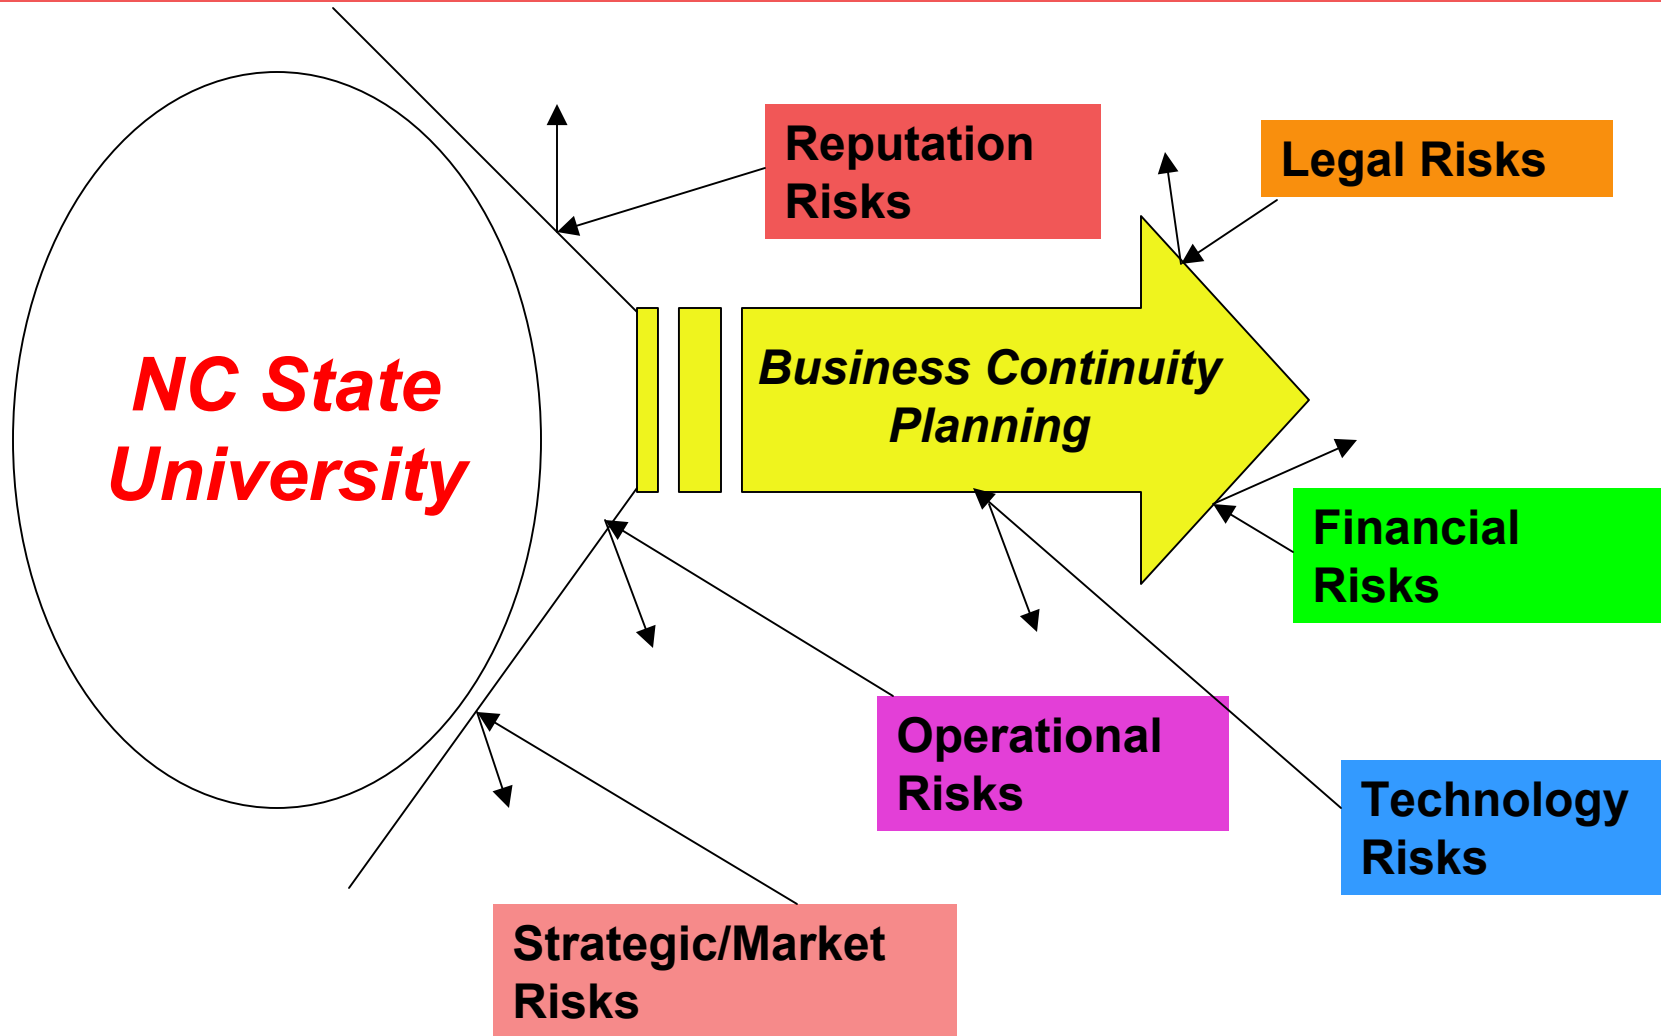 Reputation
Risks
Legal Risks
NC State
University
Business Continuity
Planning
Financial
Risks
Operational
Risks
Technology
Risks
Strategic/Market
Risks